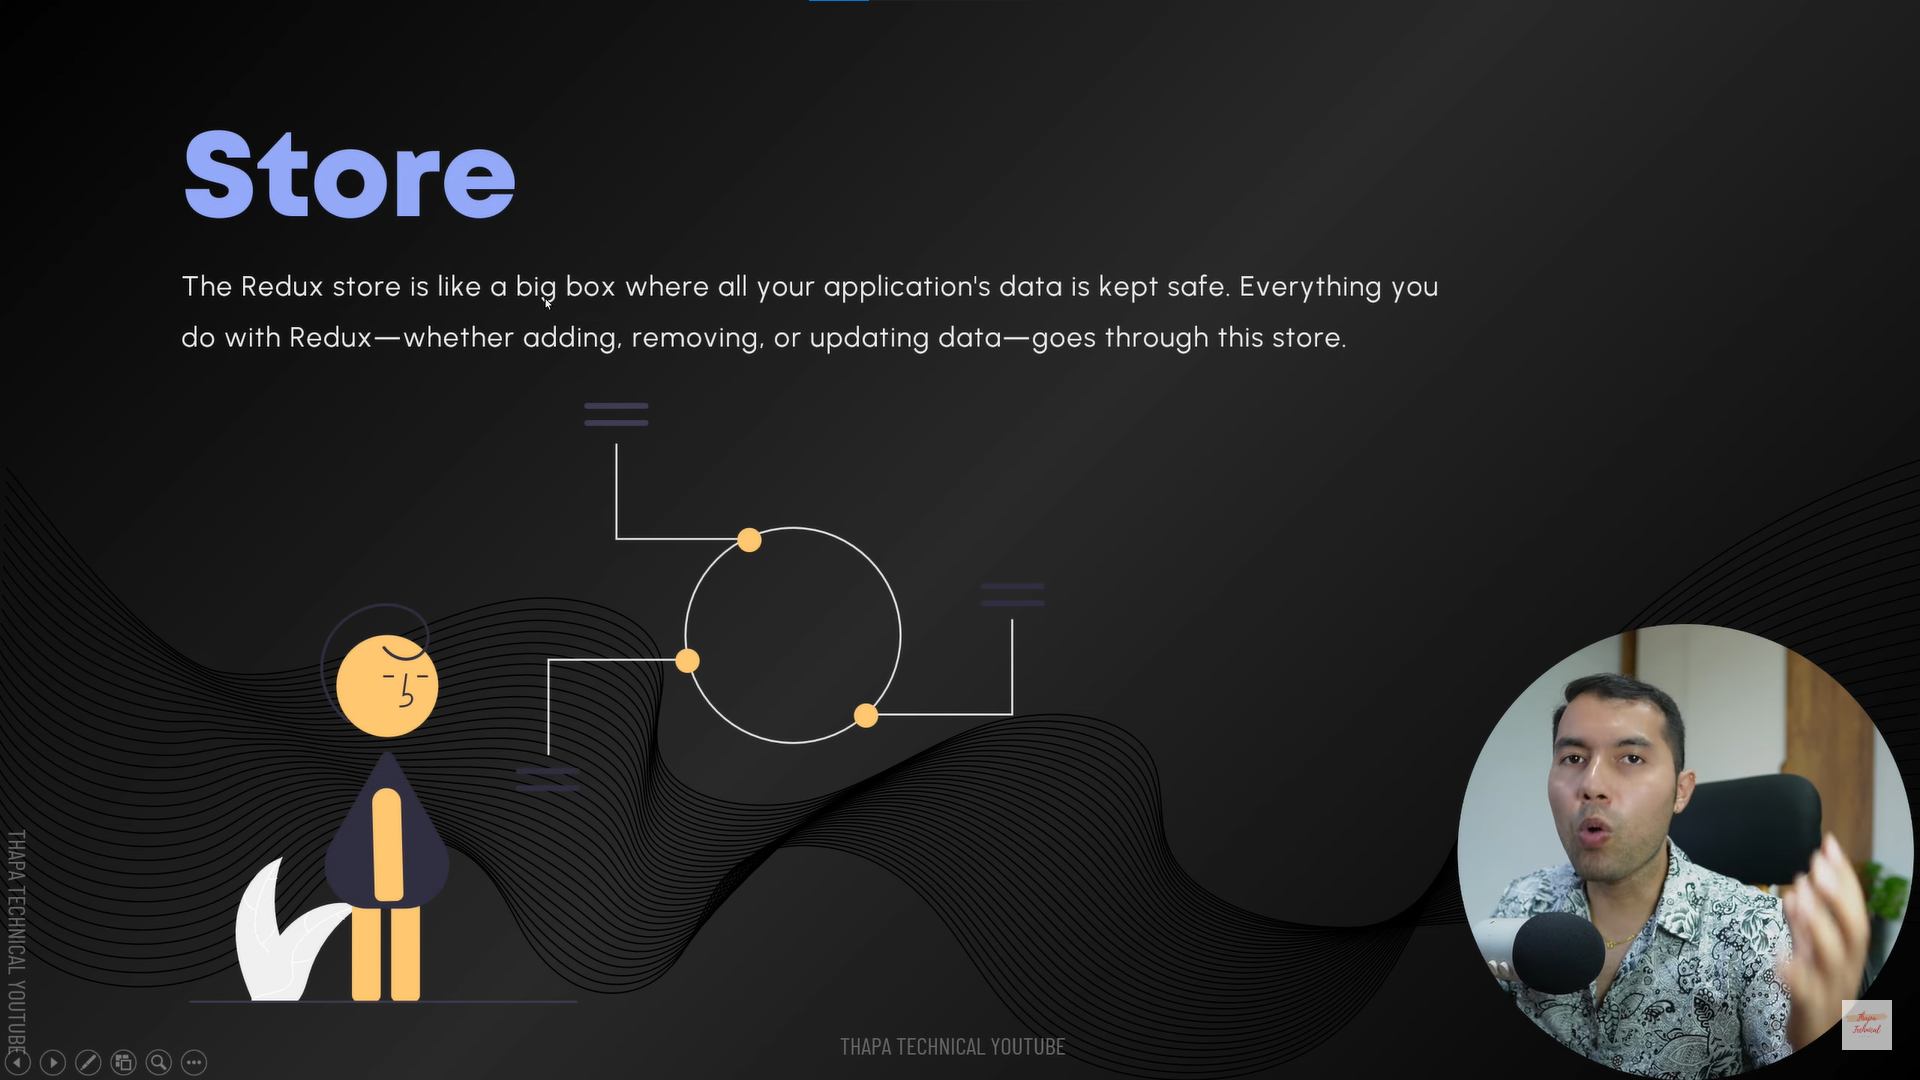 Store
The Redux store is like a big box where all your application's data is kept safe. Everything you
do with Redux—whether adding, removing, or updating data—goes through this store.
THAPA TECHNICAL YOUTUBE
THAPA TECHNICAL YOUTUBE
Thapa
Technical